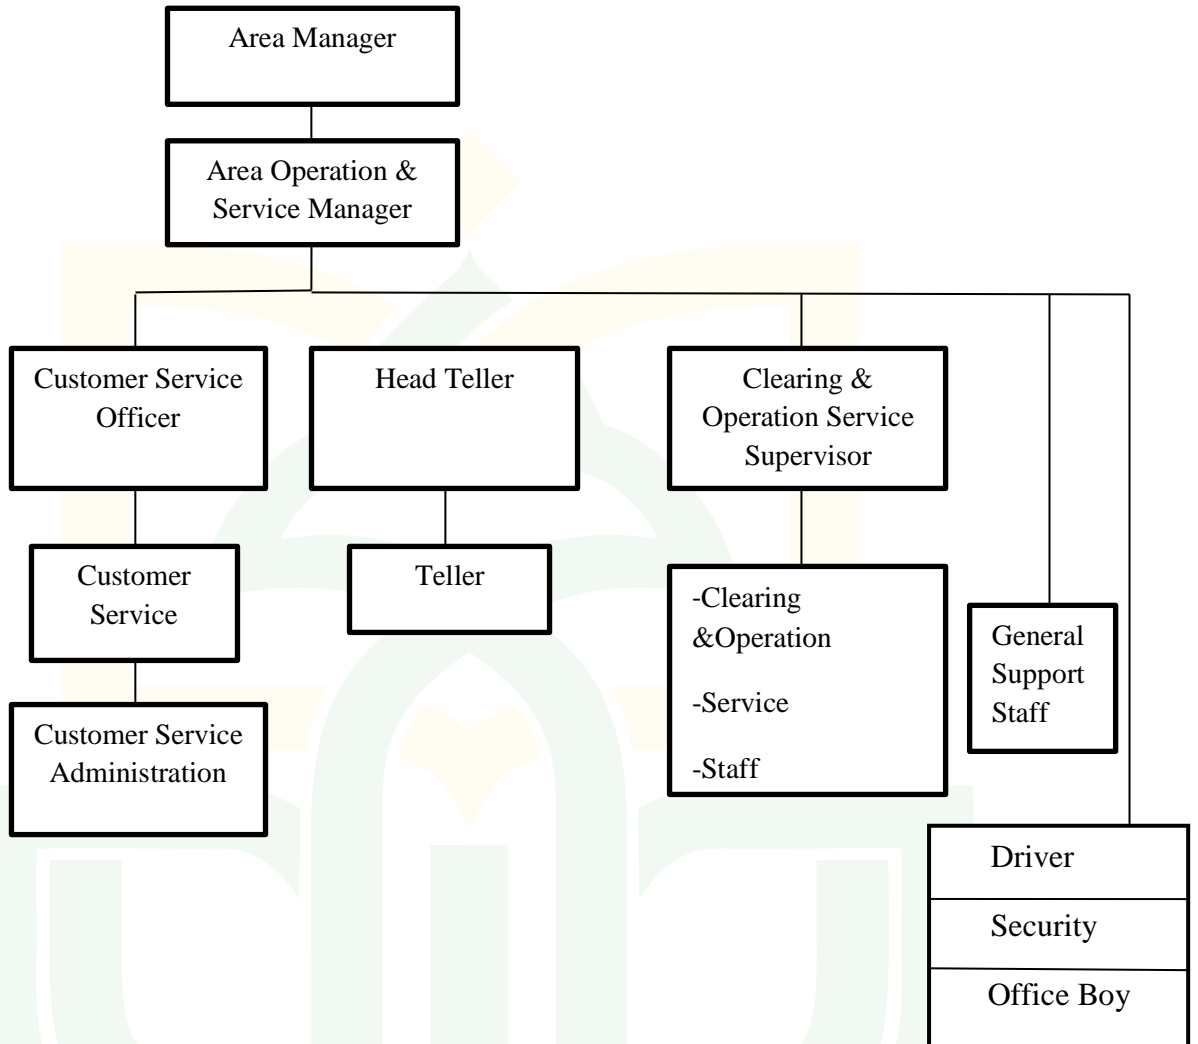 Area Manager
Area Operation &
Service Manager
Customer Service
Officer
Head Teller
Clearing &
Operation Service
Supervisor
Customer
Service
Teller
-Clearing
&Operation
-Service
-Staff
General
Support
Staff
Customer Service
Administration
Driver
Security
Office Boy